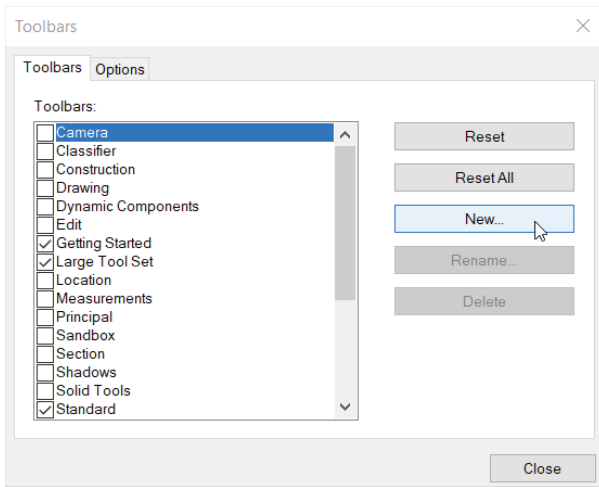 Toolbars
Toolbars Options
Toolbars:
Camera
Classifier
Construction
Drawing
Dynamic Components
Edit
Getting Started
Large Tool Set
Location
Measurements
Principal
Sandbox
Section
Shadows
Solid Tools
Standard
Reset
Reset All
New...
Rename...
Delete
Close